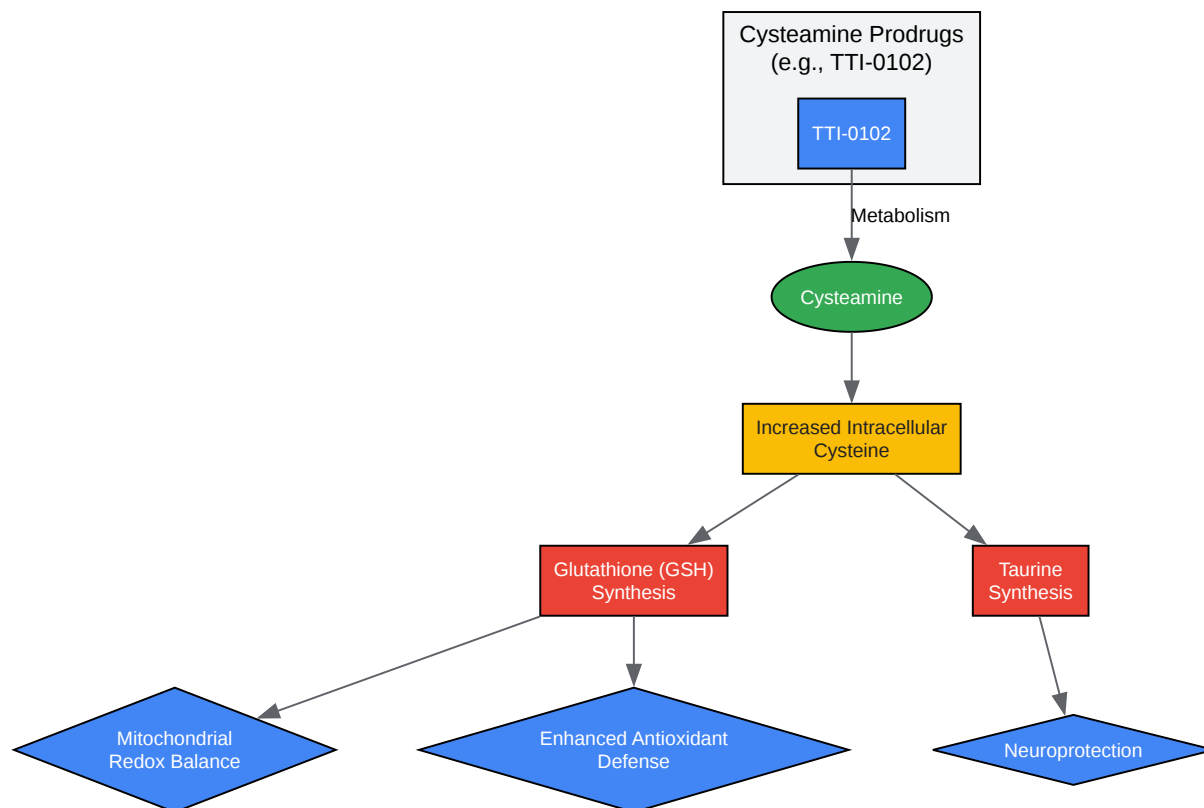 Cysteamine Prodrugs
(e.g., TTI-0102)
TTI-0102
Metabolism
Cysteamine
Increased Intracellular
Cysteine
Glutathione (GSH)
Synthesis
Taurine
Synthesis
Mitochondrial
Redox Balance
Enhanced Antioxidant
Defense
Neuroprotection